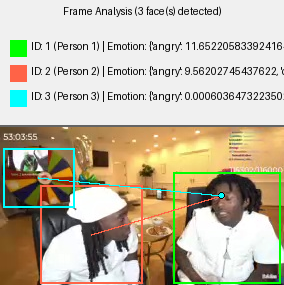 Frame Analysis (3 face(s) detected)
ID: 1 (Person 1) | Emotion: {'angry': 11.65220583392416
ID: 2 (Person 2) | Emotion: {'angry': 9.56202745437622, 'd
ID: 3 (Person 3) | Emotion: {'angry': 0.000603647322350
53:03:55